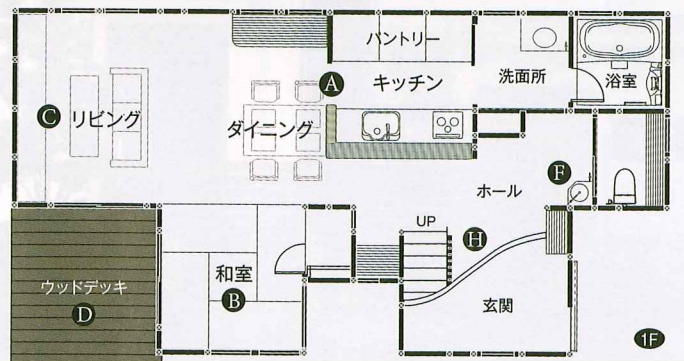 パントリー
A
キッチン
洗面所
浴室
C
リビング
ダイニング
F
ホール
UP
H
和室
B
ウッドデッキ
D
玄関
1F